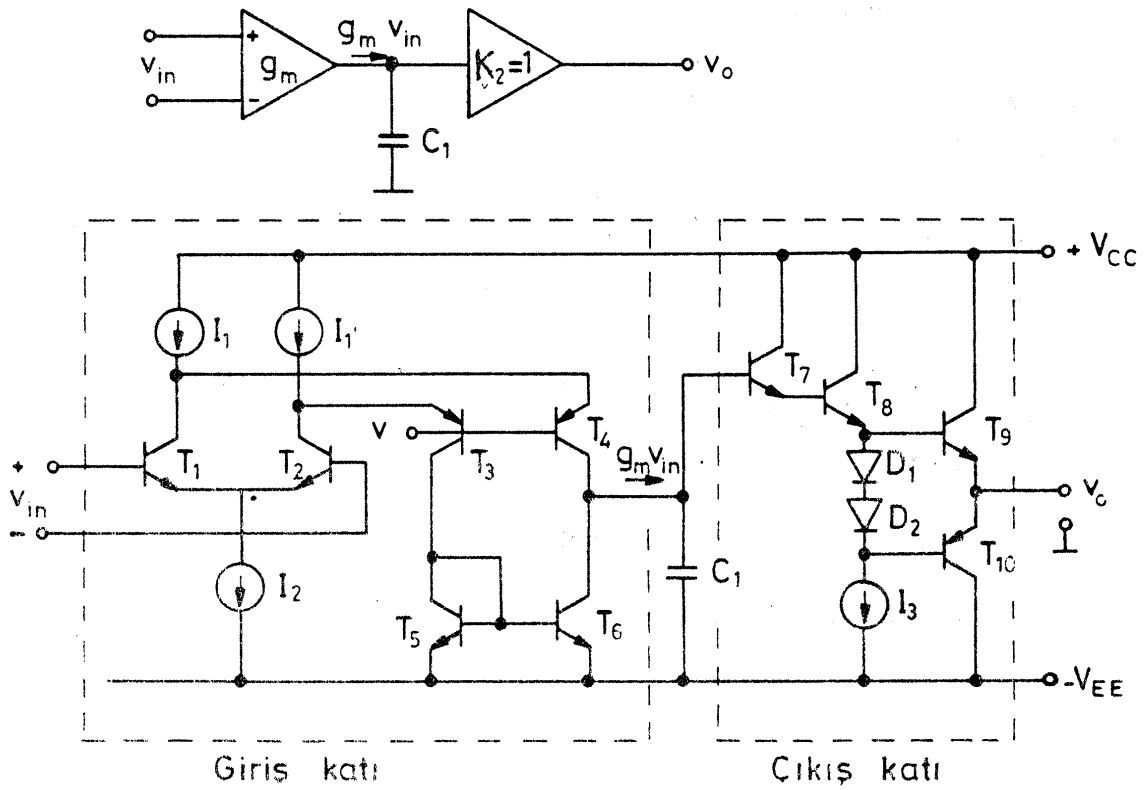 +
v_in
-
g_m
g_m v_in
K_2=1
v_o
C_1
+ V_CC
I_1
I_1
T_7
T_8
V
T_4
T_9
+
T_1
T_2
T_3
g_m v_in
D_1
v_in
v_o
-
D_2
T_10
I_2
C_1
I_3
T_5
T_6
-V_EE
Giriş katı
Çıkış katı